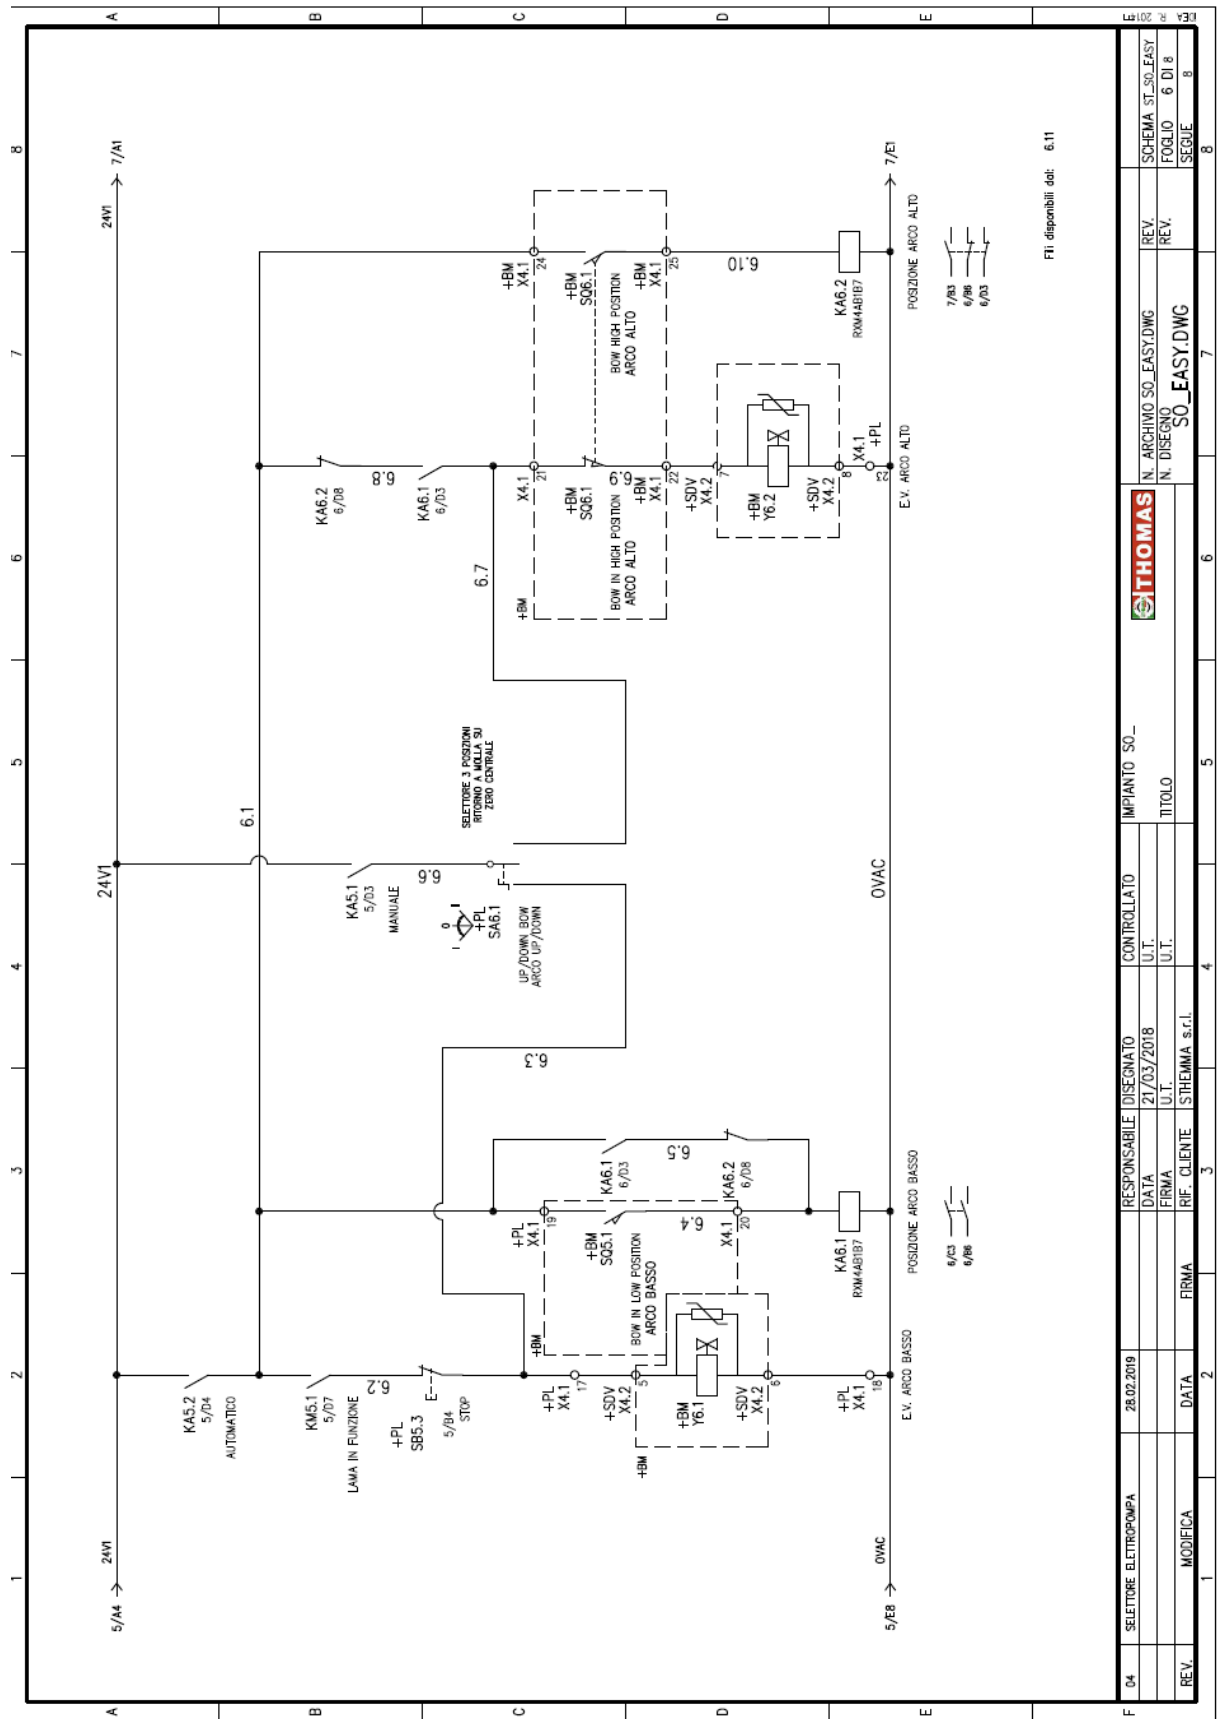 A B C D E F
1 2 3 4 5 6 7 8
5/A4
24V1
24V1
24V1
7/A1
KA5.2
5/D4
AUTOMATICO
KM5.1
5/D7
LAMA IN FUNZIONE
6.2
+PL
SB5.3
5/B4
STOP
+PL
X4.1
17
+SDV
X4.2
5
+BM
+BM
Y6.1
+SDV
X4.2
6
+PL
X4.1
18
E.V. ARCO BASSO
+BM
BOW IN LOW POSITION
ARCO BASSO
+PL
X4.1
19
+BM
SQ5.1
6.4
X4.1
20
KA6.1
6/D3
6.5
KA6.2
6/D8
KA6.1
RXM4AB1B7
POSIZIONE ARCO BASSO
6/C3
6/B6
6.3
6.1
KA5.1
5/D3
MANUALE
6.6
I 0 I
+PL
SA6.1
UP/DOWN BOW
ARCO UP/DOWN
SELETTORE 3 POSIZIONI
RITORNO A MOLLA SU
ZERO CENTRALE
6.7
KA6.2
6/D8
6.8
KA6.1
6/D3
+BM
X4.1
21
+BM
SQ6.1
6.9
BOW IN HIGH POSITION
ARCO ALTO
+BM
X4.1
22
+SDV
X4.2
7
+BM
Y6.2
+SDV
X4.2
8
X4.1
+PL
23
E.V. ARCO ALTO
+BM
X4.1
24
+BM
SQ6.1
BOW HIGH POSITION
ARCO ALTO
+BM
X4.1
25
6.10
KA6.2
RXM4AB1B7
POSIZIONE ARCO ALTO
7/B3
6/B6
6/D3
5/E8
0VAC
0VAC
7/E1
Fili disponibili dal: 6.11
04 SELETTORE ELETTROPOMPA 28.02.2019
REV. MODIFICA DATA FIRMA
RESPONSABILE DISEGNATO CONTROLLATO
DATA 21/03/2018 U.T.
FIRMA U.T. U.T.
RIF. CLIENTE STHEMMA s.r.l.
IMPIANTO SO_
TITOLO
THOMAS
N. ARCHIVIO SO_EASY.DWG
N. DISEGNO
SO_EASY.DWG
REV.
REV.
SCHEMA ST_SO_EASY
FOGLIO 6 DI 8
SEGUE 8
1 2 3 4 5 6 7 8
A B C D E F